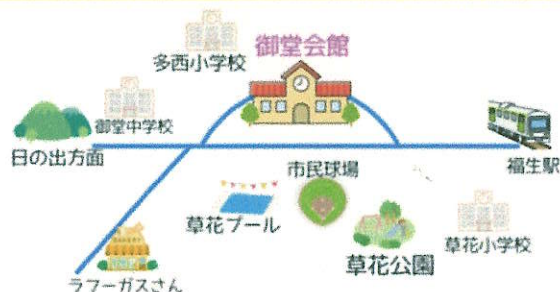 御堂会館
多西小学校
御堂中学校
日の出方面
福生駅
市民球場
草花プール
草花小学校
草花公園
ラフーガスさん